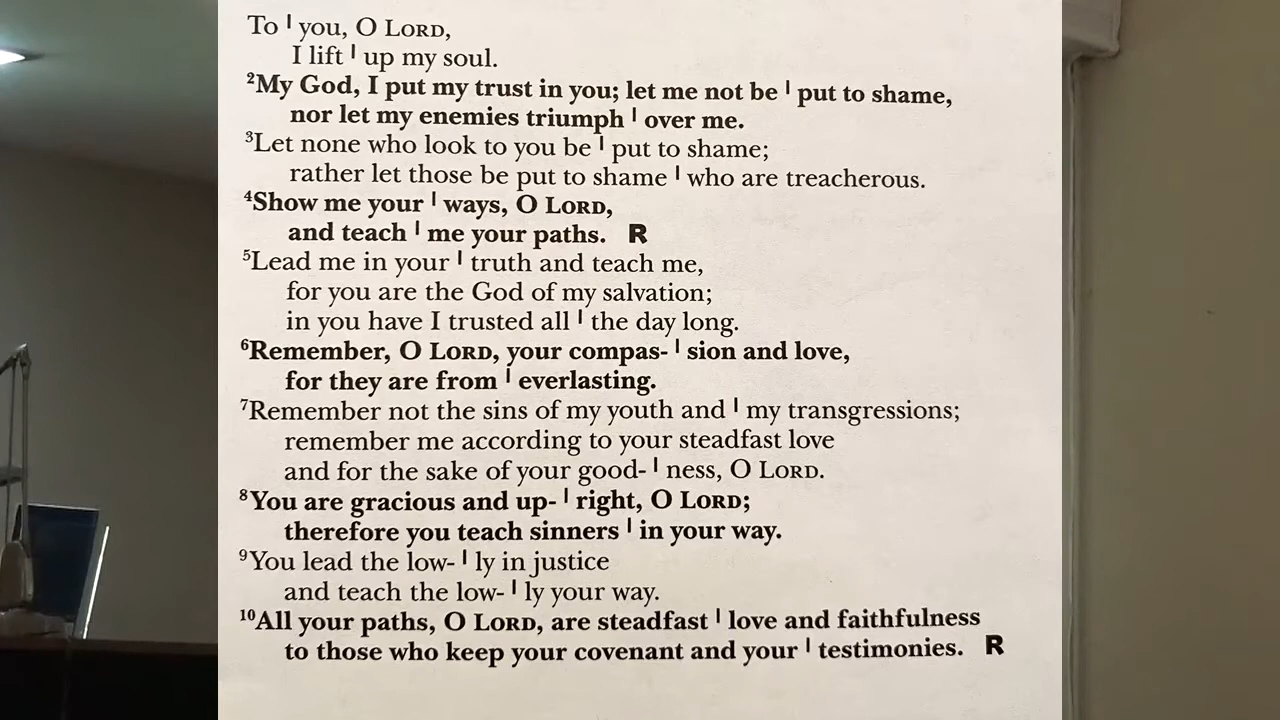 To ˡ you, O LORD,
I lift ˡ up my soul.
²My God, I put my trust in you; let me not be ˡ put to shame,
nor let my enemies triumph ˡ over me.
³Let none who look to you be ˡ put to shame;
rather let those be put to shame ˡ who are treacherous.
⁴Show me your ˡ ways, O LORD,
and teach ˡ me your paths. R
⁵Lead me in your ˡ truth and teach me,
for you are the God of my salvation;
in you have I trusted all ˡ the day long.
⁶Remember, O LORD, your compas- ˡ sion and love,
for they are from ˡ everlasting.
⁷Remember not the sins of my youth and ˡ my transgressions;
remember me according to your steadfast love
and for the sake of your good- ˡ ness, O LORD.
⁸You are gracious and up- ˡ right, O LORD;
therefore you teach sinners ˡ in your way.
⁹You lead the low- ˡ ly in justice
and teach the low- ˡ ly your way.
¹⁰All your paths, O LORD, are steadfast ˡ love and faithfulness
to those who keep your covenant and your ˡ testimonies. R